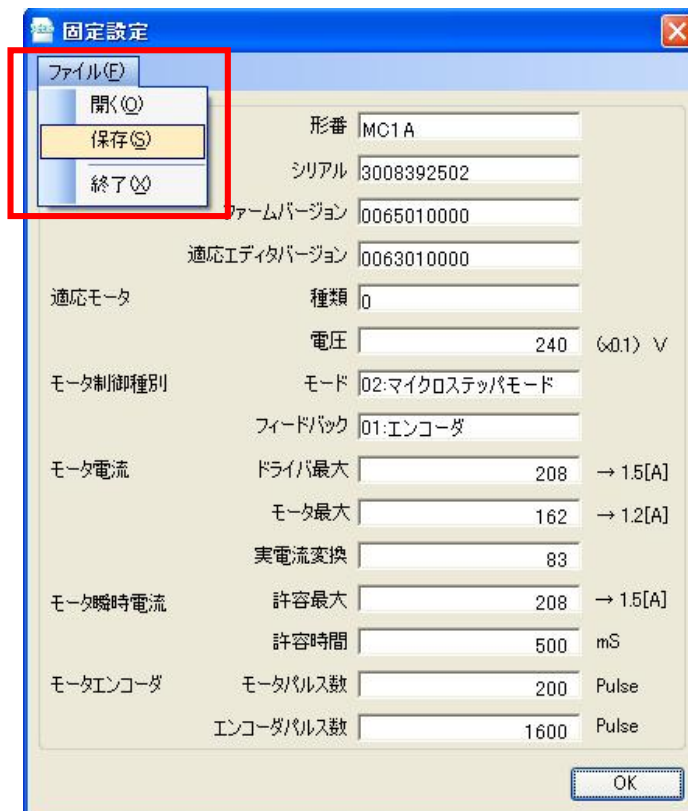 固定設定
ファイル(F)
開く(O)
保存(S)
終了(X)
形番 MC1A
シリアル 3008392502
ファームバージョン 0065010000
適応エディタバージョン 0063010000
適応モータ 種類 0
電圧 240 (x0.1) V
モータ制御種別 モード 02:マイクロステッパモード
フィードバック 01:エンコーダ
モータ電流 ドライバ最大 208 → 1.5[A]
モータ最大 162 → 1.2[A]
実電流変換 83
モータ瞬時電流 許容最大 208 → 1.5[A]
許容時間 500 mS
モータエンコーダ モータパルス数 200 Pulse
エンコーダパルス数 1600 Pulse
OK